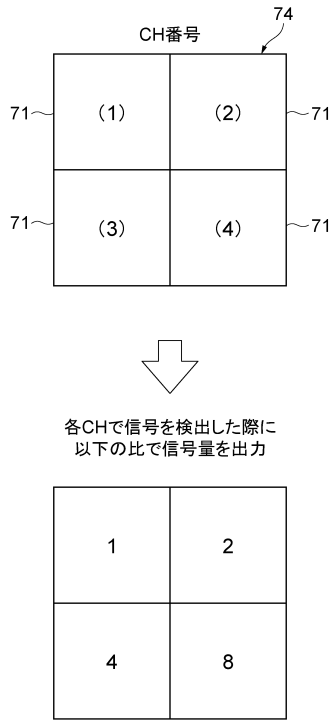 74
CH番号
71 (1) (2) 71
71 (3) (4) 71
各CHで信号を検出した際に
以下の比で信号量を出力
1 2
4 8